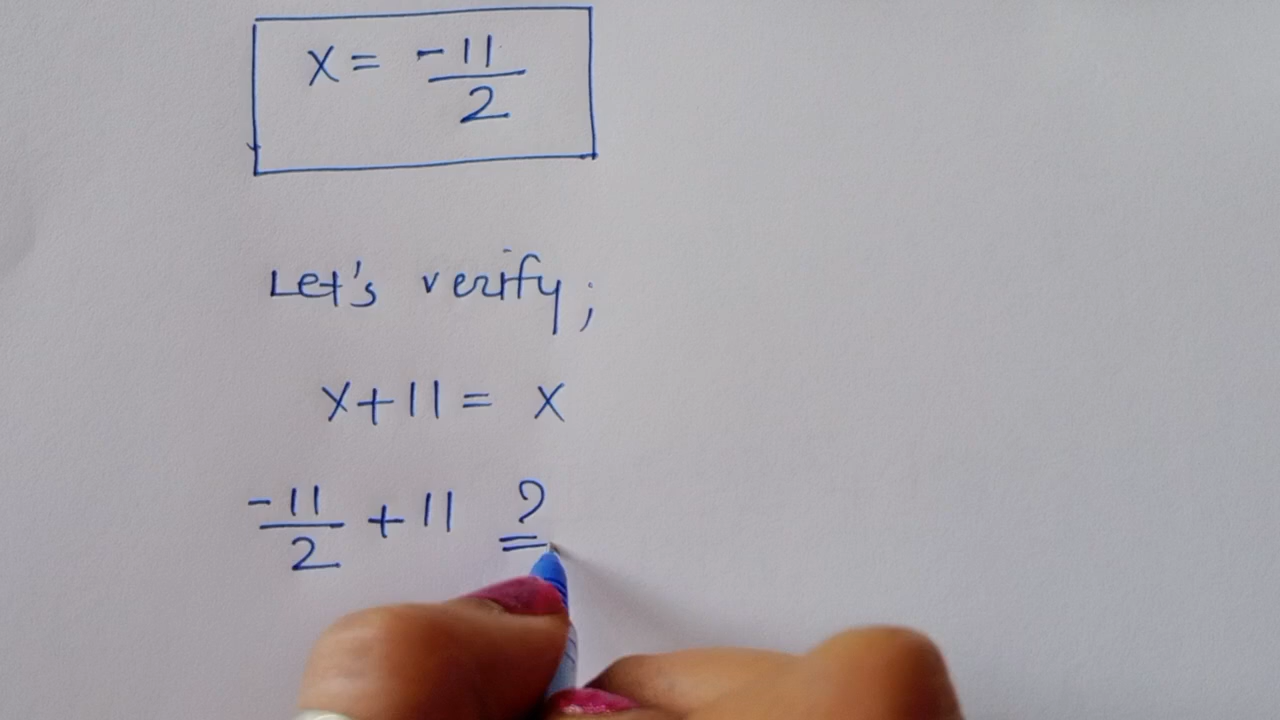 x = -11/2
Let's verify;
x+11 = x
-11/2 + 11 ?=